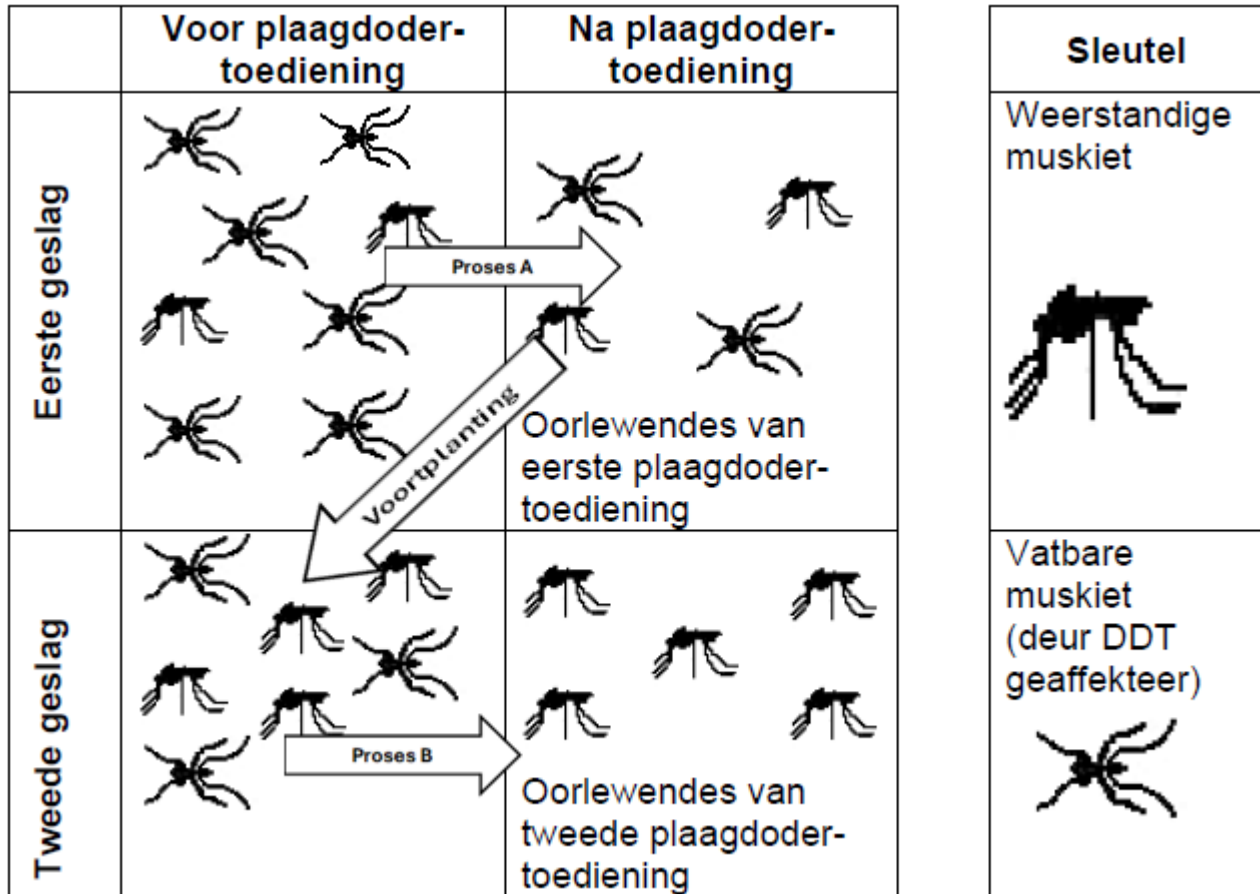 Voor plaagdoder-
toediening
Na plaagdoder-
toediening
Sleutel
Eerste geslag
Proses A
Voortplanting
Oorlewendes van
eerste plaagdoder-
toediening
Weerstandige
muskiet
Tweede geslag
Proses B
Oorlewendes van
tweede plaagdoder-
toediening
Vatbare
muskiet
(deur DDT
geaffekteer)